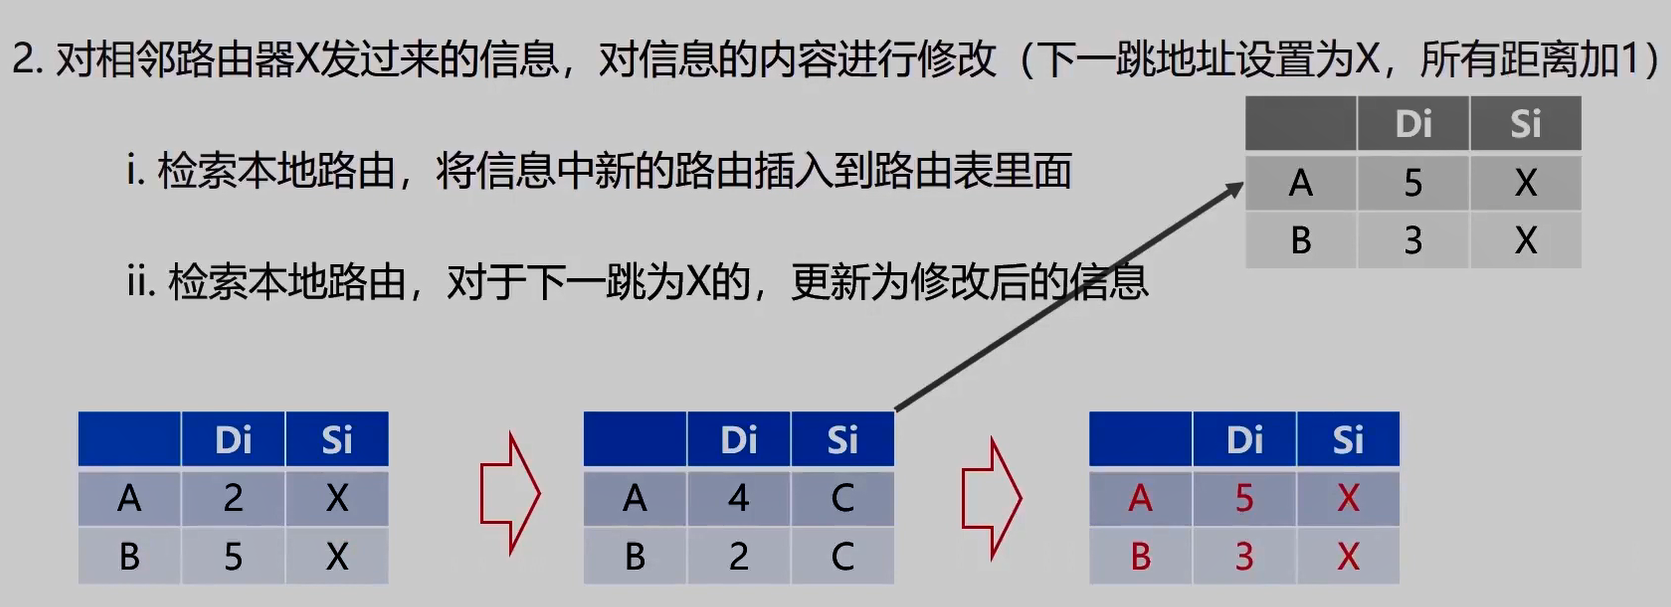 2. 对相邻路由器X发过来的信息，对信息的内容进行修改（下一跳地址设置为X，所有距离加1）
Di Si
A 5 X
B 3 X
i. 检索本地路由，将信息中新的路由插入到路由表里面
ii. 检索本地路由，对于下一跳为X的，更新为修改后的信息
Di Si
A 2 X
B 5 X
Di Si
A 4 C
B 2 C
Di Si
A 5 X
B 3 X